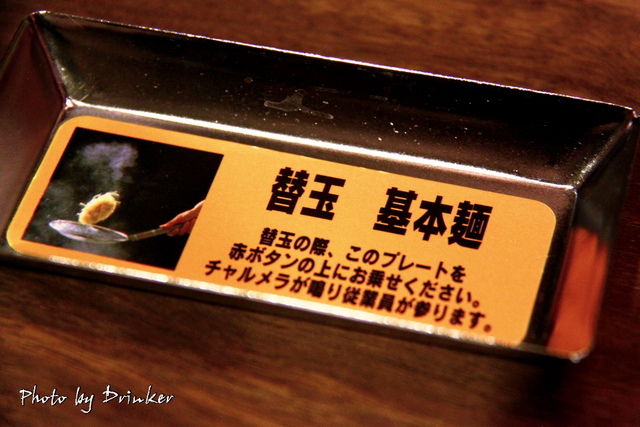 替玉　基本麺
替玉の際、このプレートを
赤ボタンの上にお乗せください。
チャルメラが鳴り従業員が参ります。
Photo by Drinker